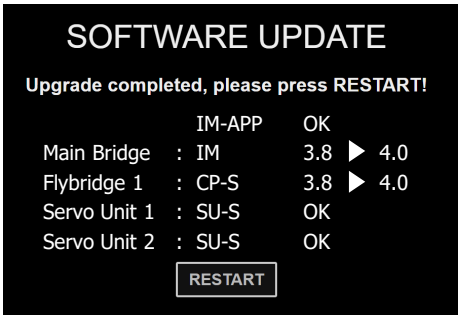 SOFTWARE UPDATE
Upgrade completed, please press RESTART!
IM-APP OK
Main Bridge : IM 3.8 ▶ 4.0
Flybridge 1 : CP-S 3.8 ▶ 4.0
Servo Unit 1 : SU-S OK
Servo Unit 2 : SU-S OK
RESTART